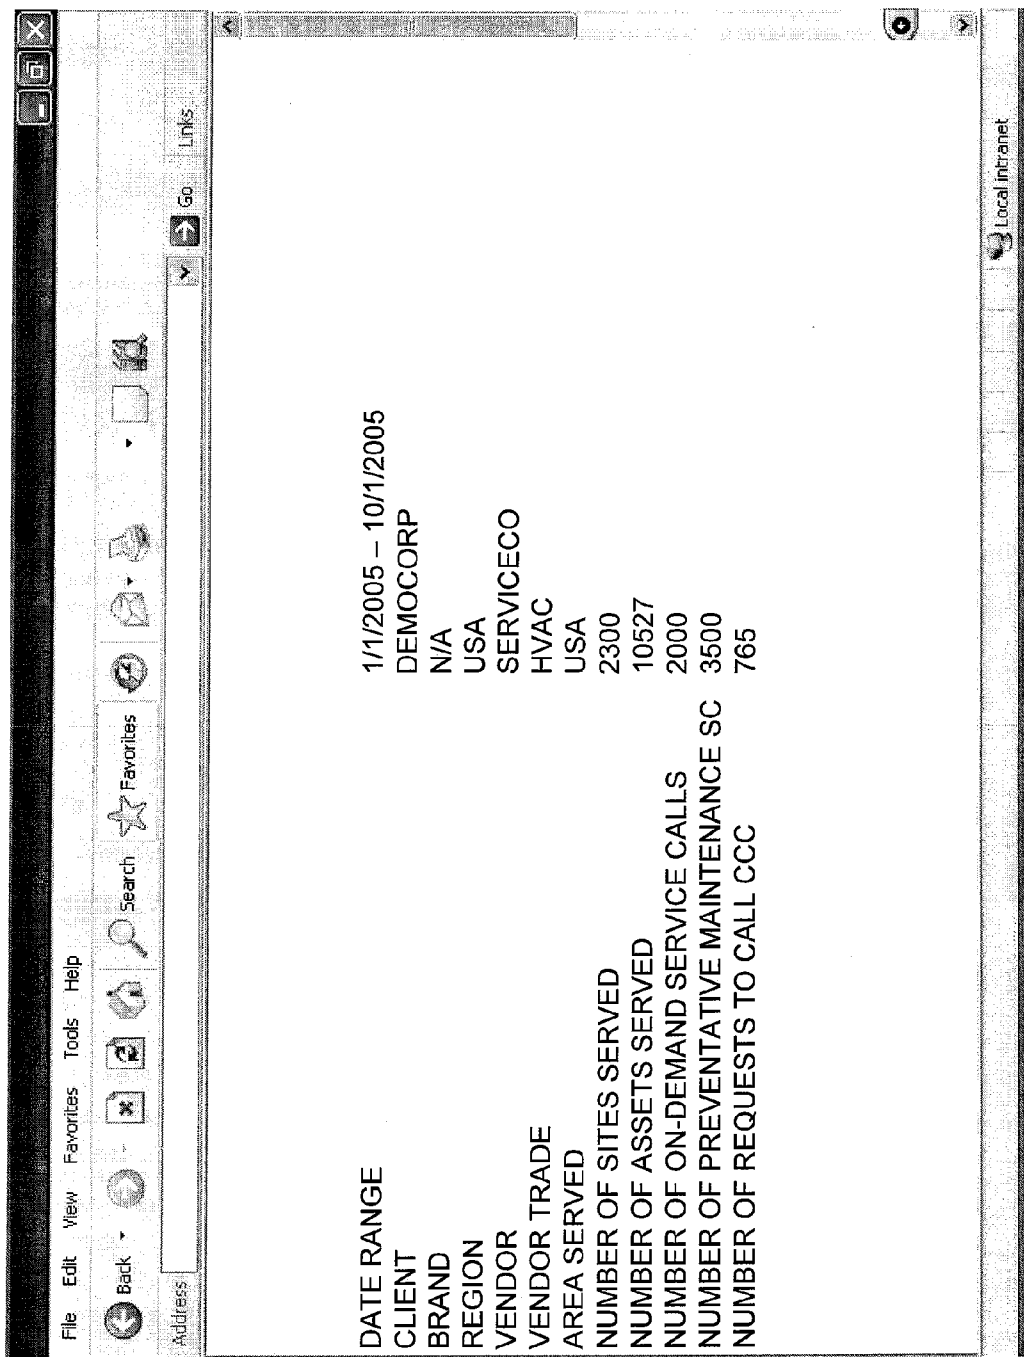 File Edit View Favorites Tools Help
Back Search Favorites
Address Go Links
DATE RANGE 1/1/2005 – 10/1/2005
CLIENT DEMOCORP
BRAND N/A
REGION USA
VENDOR SERVICECO
VENDOR TRADE HVAC
AREA SERVED USA
NUMBER OF SITES SERVED 2300
NUMBER OF ASSETS SERVED 10527
NUMBER OF ON-DEMAND SERVICE CALLS 2000
NUMBER OF PREVENTATIVE MAINTENANCE SC 3500
NUMBER OF REQUESTS TO CALL CCC 765
Local intranet